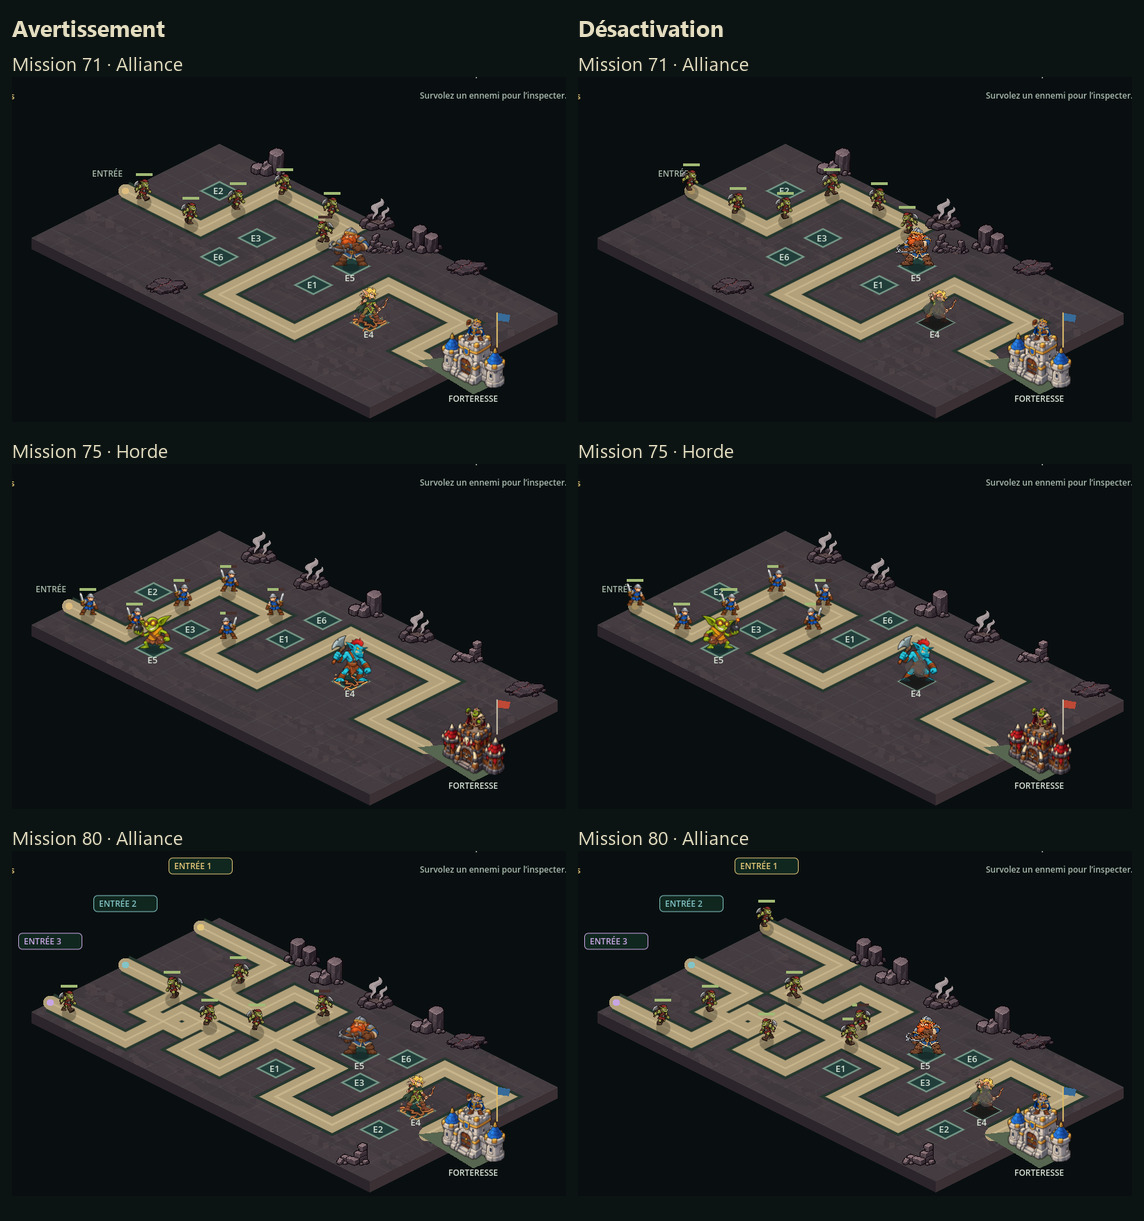 Avertissement
Désactivation
Mission 71 · Alliance
Mission 71 · Alliance
s
Survolez un ennemi pour l'inspecter.
ENTRÉE
E2
E3
E6
E5
E1
E4
FORTERESSE
s
Survolez un ennemi pour l'inspecter.
ENTRÉE
E2
E3
E6
E5
E1
E4
FORTERESSE
Mission 75 · Horde
Mission 75 · Horde
s
Survolez un ennemi pour l'inspecter.
ENTRÉE
E2
E6
E3
E1
E5
E4
FORTERESSE
s
Survolez un ennemi pour l'inspecter.
ENTRÉE
E2
E6
E3
E1
E5
E4
FORTERESSE
Mission 80 · Alliance
Mission 80 · Alliance
s
ENTRÉE 1
Survolez un ennemi pour l'inspecter.
ENTRÉE 2
ENTRÉE 3
E6
E5
E1
E3
E4
E2
FORTERESSE
s
ENTRÉE 1
Survolez un ennemi pour l'inspecter.
ENTRÉE 2
ENTRÉE 3
E6
E5
E1
E3
E4
E2
FORTERESSE